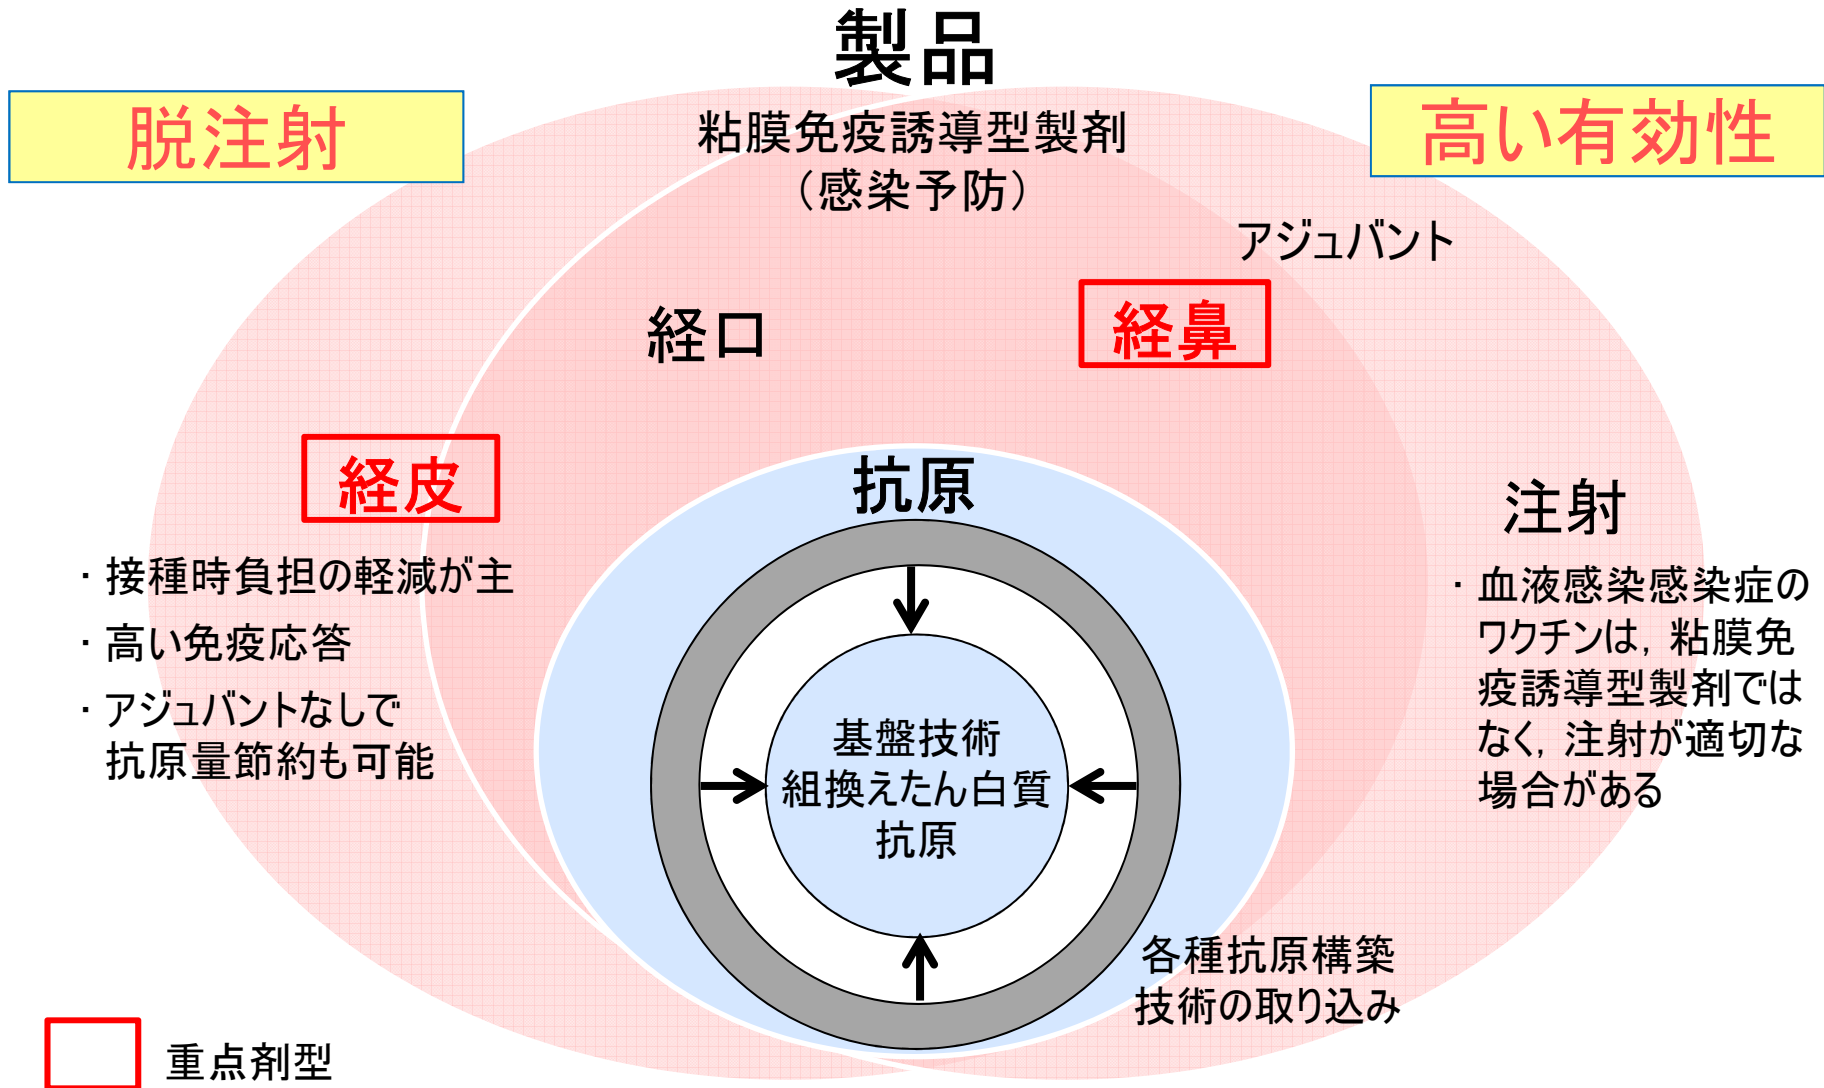 製品
脱注射
高い有効性
粘膜免疫誘導型製剤
（感染予防）
アジュバント
経口
経鼻
経皮
・接種時負担の軽減が主
・高い免疫応答
・アジュバントなしで
抗原量節約も可能
抗原
基盤技術
組換えたん白質
抗原
注射
・血液感染感染症の
ワクチンは，粘膜免
疫誘導型製剤では
なく，注射が適切な
場合がある
各種抗原構築
技術の取り込み
重点剤型